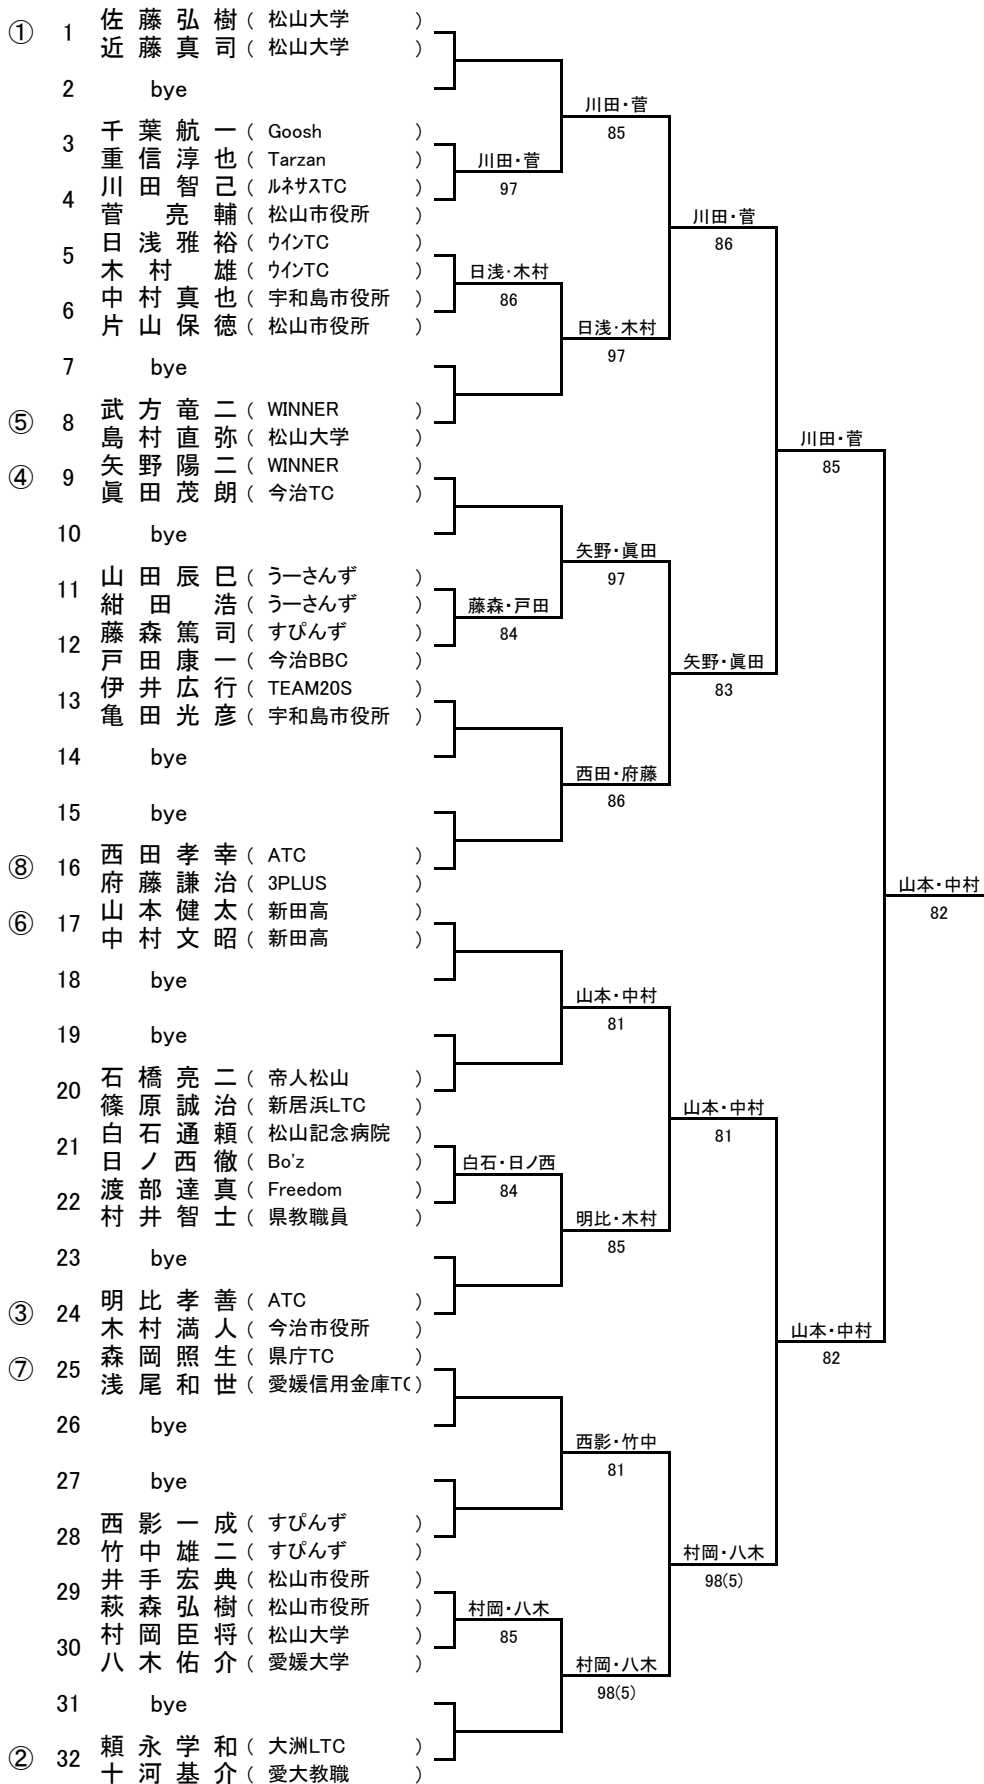 ① 1 佐藤弘樹 ( 松山大学 )
近藤真司 ( 松山大学 )
2 bye
川田・菅
85
3 千葉航一 ( Goosh )
重信淳也 ( Tarzan )
川田・菅
97
4 川田智己 ( ルネサスTC )
菅亮輔 ( 松山市役所 )
川田・菅
86
5 日浅雅裕 ( ウインTC )
木村雄 ( ウインTC )
日浅・木村
86
6 中村真也 ( 宇和島市役所 )
片山保徳 ( 松山市役所 )
日浅・木村
97
7 bye
⑤ 8 武方竜二 ( WINNER )
島村直弥 ( 松山大学 )
川田・菅
85
④ 9 矢野陽二 ( WINNER )
眞田茂朗 ( 今治TC )
10 bye
矢野・眞田
97
11 山田辰巳 ( うーさんず )
紺田浩 ( うーさんず )
藤森・戸田
84
12 藤森篤司 ( すぴんず )
戸田康一 ( 今治BBC )
矢野・眞田
83
13 伊井広行 ( TEAM20S )
亀田光彦 ( 宇和島市役所 )
14 bye
西田・府藤
86
15 bye
⑧ 16 西田孝幸 ( ATC )
府藤謙治 ( 3PLUS )
山本・中村
82
⑥ 17 山本健太 ( 新田高 )
中村文昭 ( 新田高 )
18 bye
山本・中村
81
19 bye
20 石橋亮二 ( 帝人松山 )
篠原誠治 ( 新居浜LTC )
山本・中村
81
21 白石通頼 ( 松山記念病院 )
日ノ西徹 ( Bo'z )
白石・日ノ西
84
22 渡部達真 ( Freedom )
村井智士 ( 県教職員 )
明比・木村
85
23 bye
③ 24 明比孝善 ( ATC )
木村満人 ( 今治市役所 )
山本・中村
82
⑦ 25 森岡照生 ( 県庁TC )
浅尾和世 ( 愛媛信用金庫TC )
26 bye
西影・竹中
81
27 bye
28 西影一成 ( すぴんず )
竹中雄二 ( すぴんず )
村岡・八木
98(5)
29 井手宏典 ( 松山市役所 )
萩森弘樹 ( 松山市役所 )
村岡・八木
85
30 村岡臣将 ( 松山大学 )
八木佑介 ( 愛媛大学 )
村岡・八木
98(5)
31 bye
② 32 頼永学和 ( 大洲LTC )
十河基介 ( 愛大教職 )